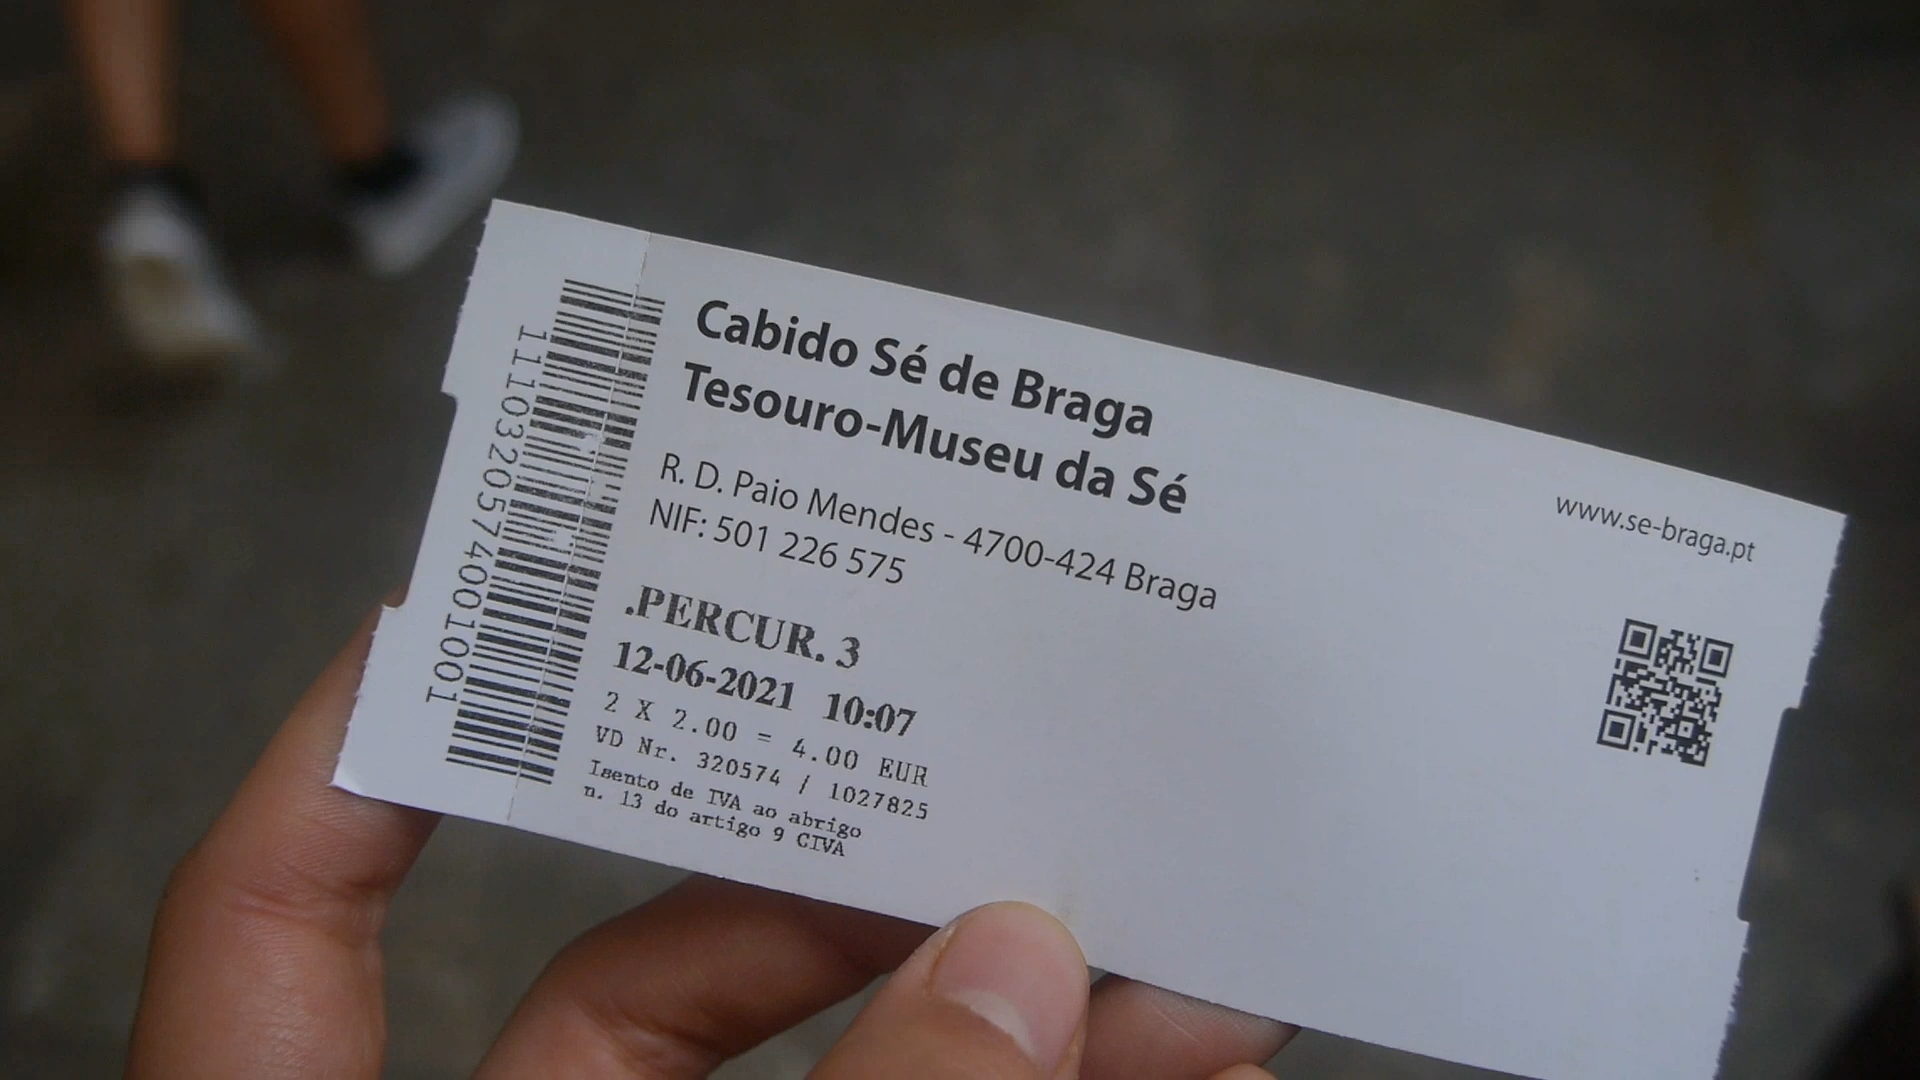 Cabido Sé de Braga
Tesouro-Museu da Sé
R. D. Paio Mendes - 4700-424 Braga
NIF: 501 226 575
.PERCUR. 3
12-06-2021 10:07
2 X 2.00 = 4.00 EUR
VD Nr. 320574 / 1027825
Isento de IVA ao abrigo
n. 13 do artigo 9 CIVA
www.se-braga.pt
1110320574001001